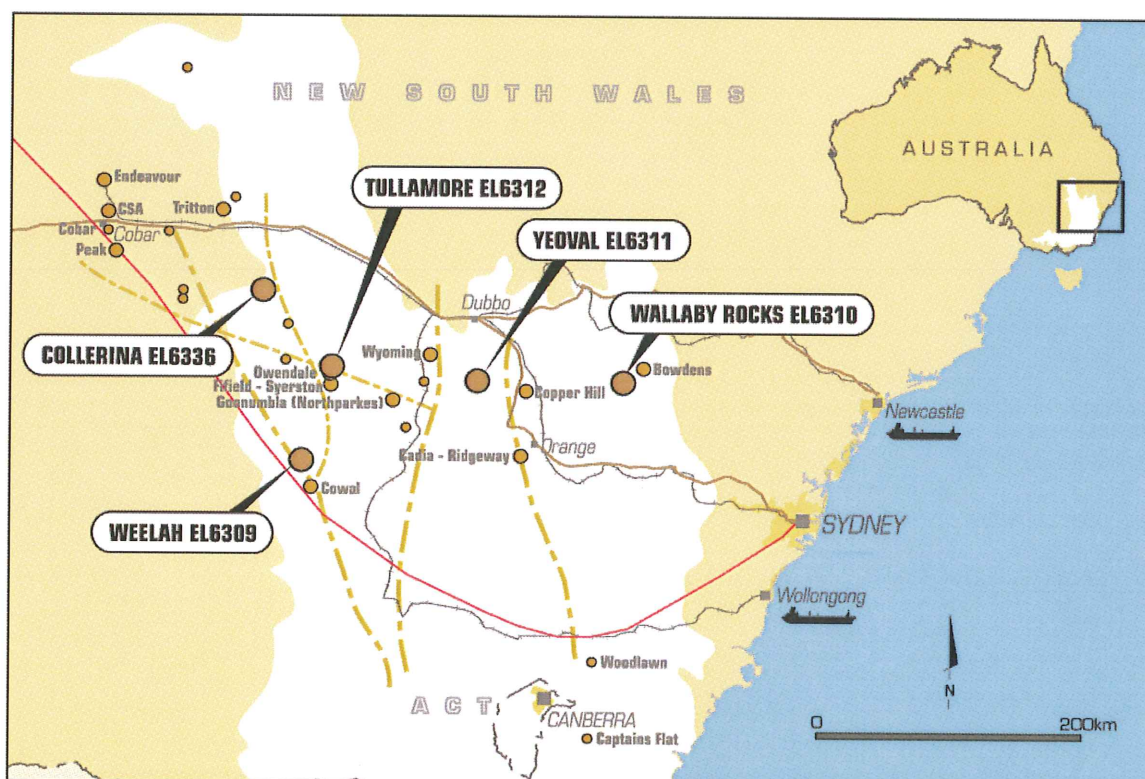 NEW SOUTH WALES
AUSTRALIA
Endeavour
TULLAMORE EL6312
CSA
Tritton
Cobar
Cobar
Peak
YEOVAL EL6311
Dubbo
WALLABY ROCKS EL6310
COLLERINA EL6336
Wyoming
Owendale
Bowdens
Fifield - Syerston
Goonumbla (Northparkes)
Copper Hill
Newcastle
Orange
Cadia - Ridgeway
Cowal
WEELAH EL6309
SYDNEY
Wollongong
Woodlawn
N
ACT
CANBERRA
0
200km
Captains Flat